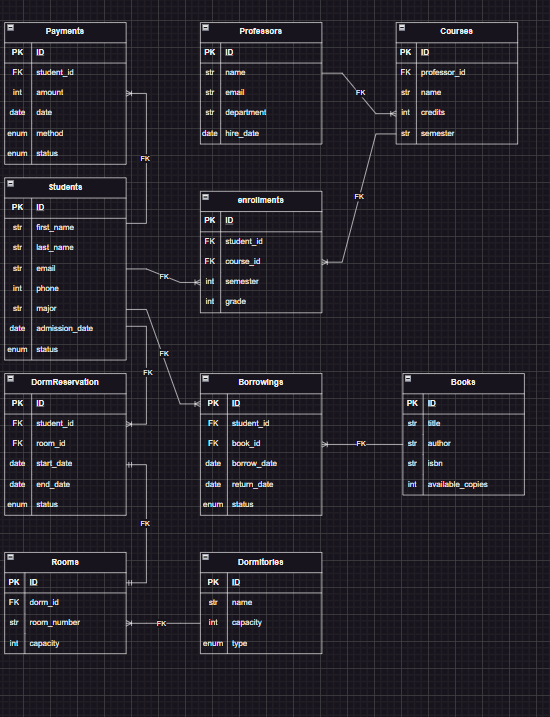 Payments
PK ID
FK student_id
int amount
date date
enum method
enum status
Professors
PK ID
str name
str email
str department
date hire_date
Courses
PK ID
FK professor_id
str name
int credits
str semester
FK
FK
FK
Students
PK ID
str first_name
str last_name
str email
int phone
str major
date admission_date
enum status
enrollments
PK ID
FK student_id
FK course_id
int semester
int grade
FK
FK
FK
DormReservation
PK ID
FK student_id
FK room_id
date start_date
date end_date
enum status
Borrowings
PK ID
FK student_id
FK book_id
date borrow_date
date return_date
enum status
FK
Books
PK ID
str title
str author
str isbn
int available_copies
FK
Rooms
PK ID
FK dorm_id
str room_number
int capacity
FK
Dormitories
PK ID
str name
int capacity
enum type